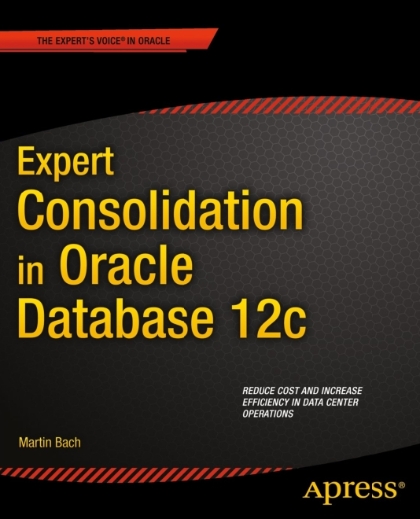 THE EXPERT'S VOICE® IN ORACLE
Expert
Consolidation
in Oracle
Database 12c
REDUCE COST AND INCREASE
EFFICIENCY IN DATA CENTER
OPERATIONS
Martin Bach
Apress®